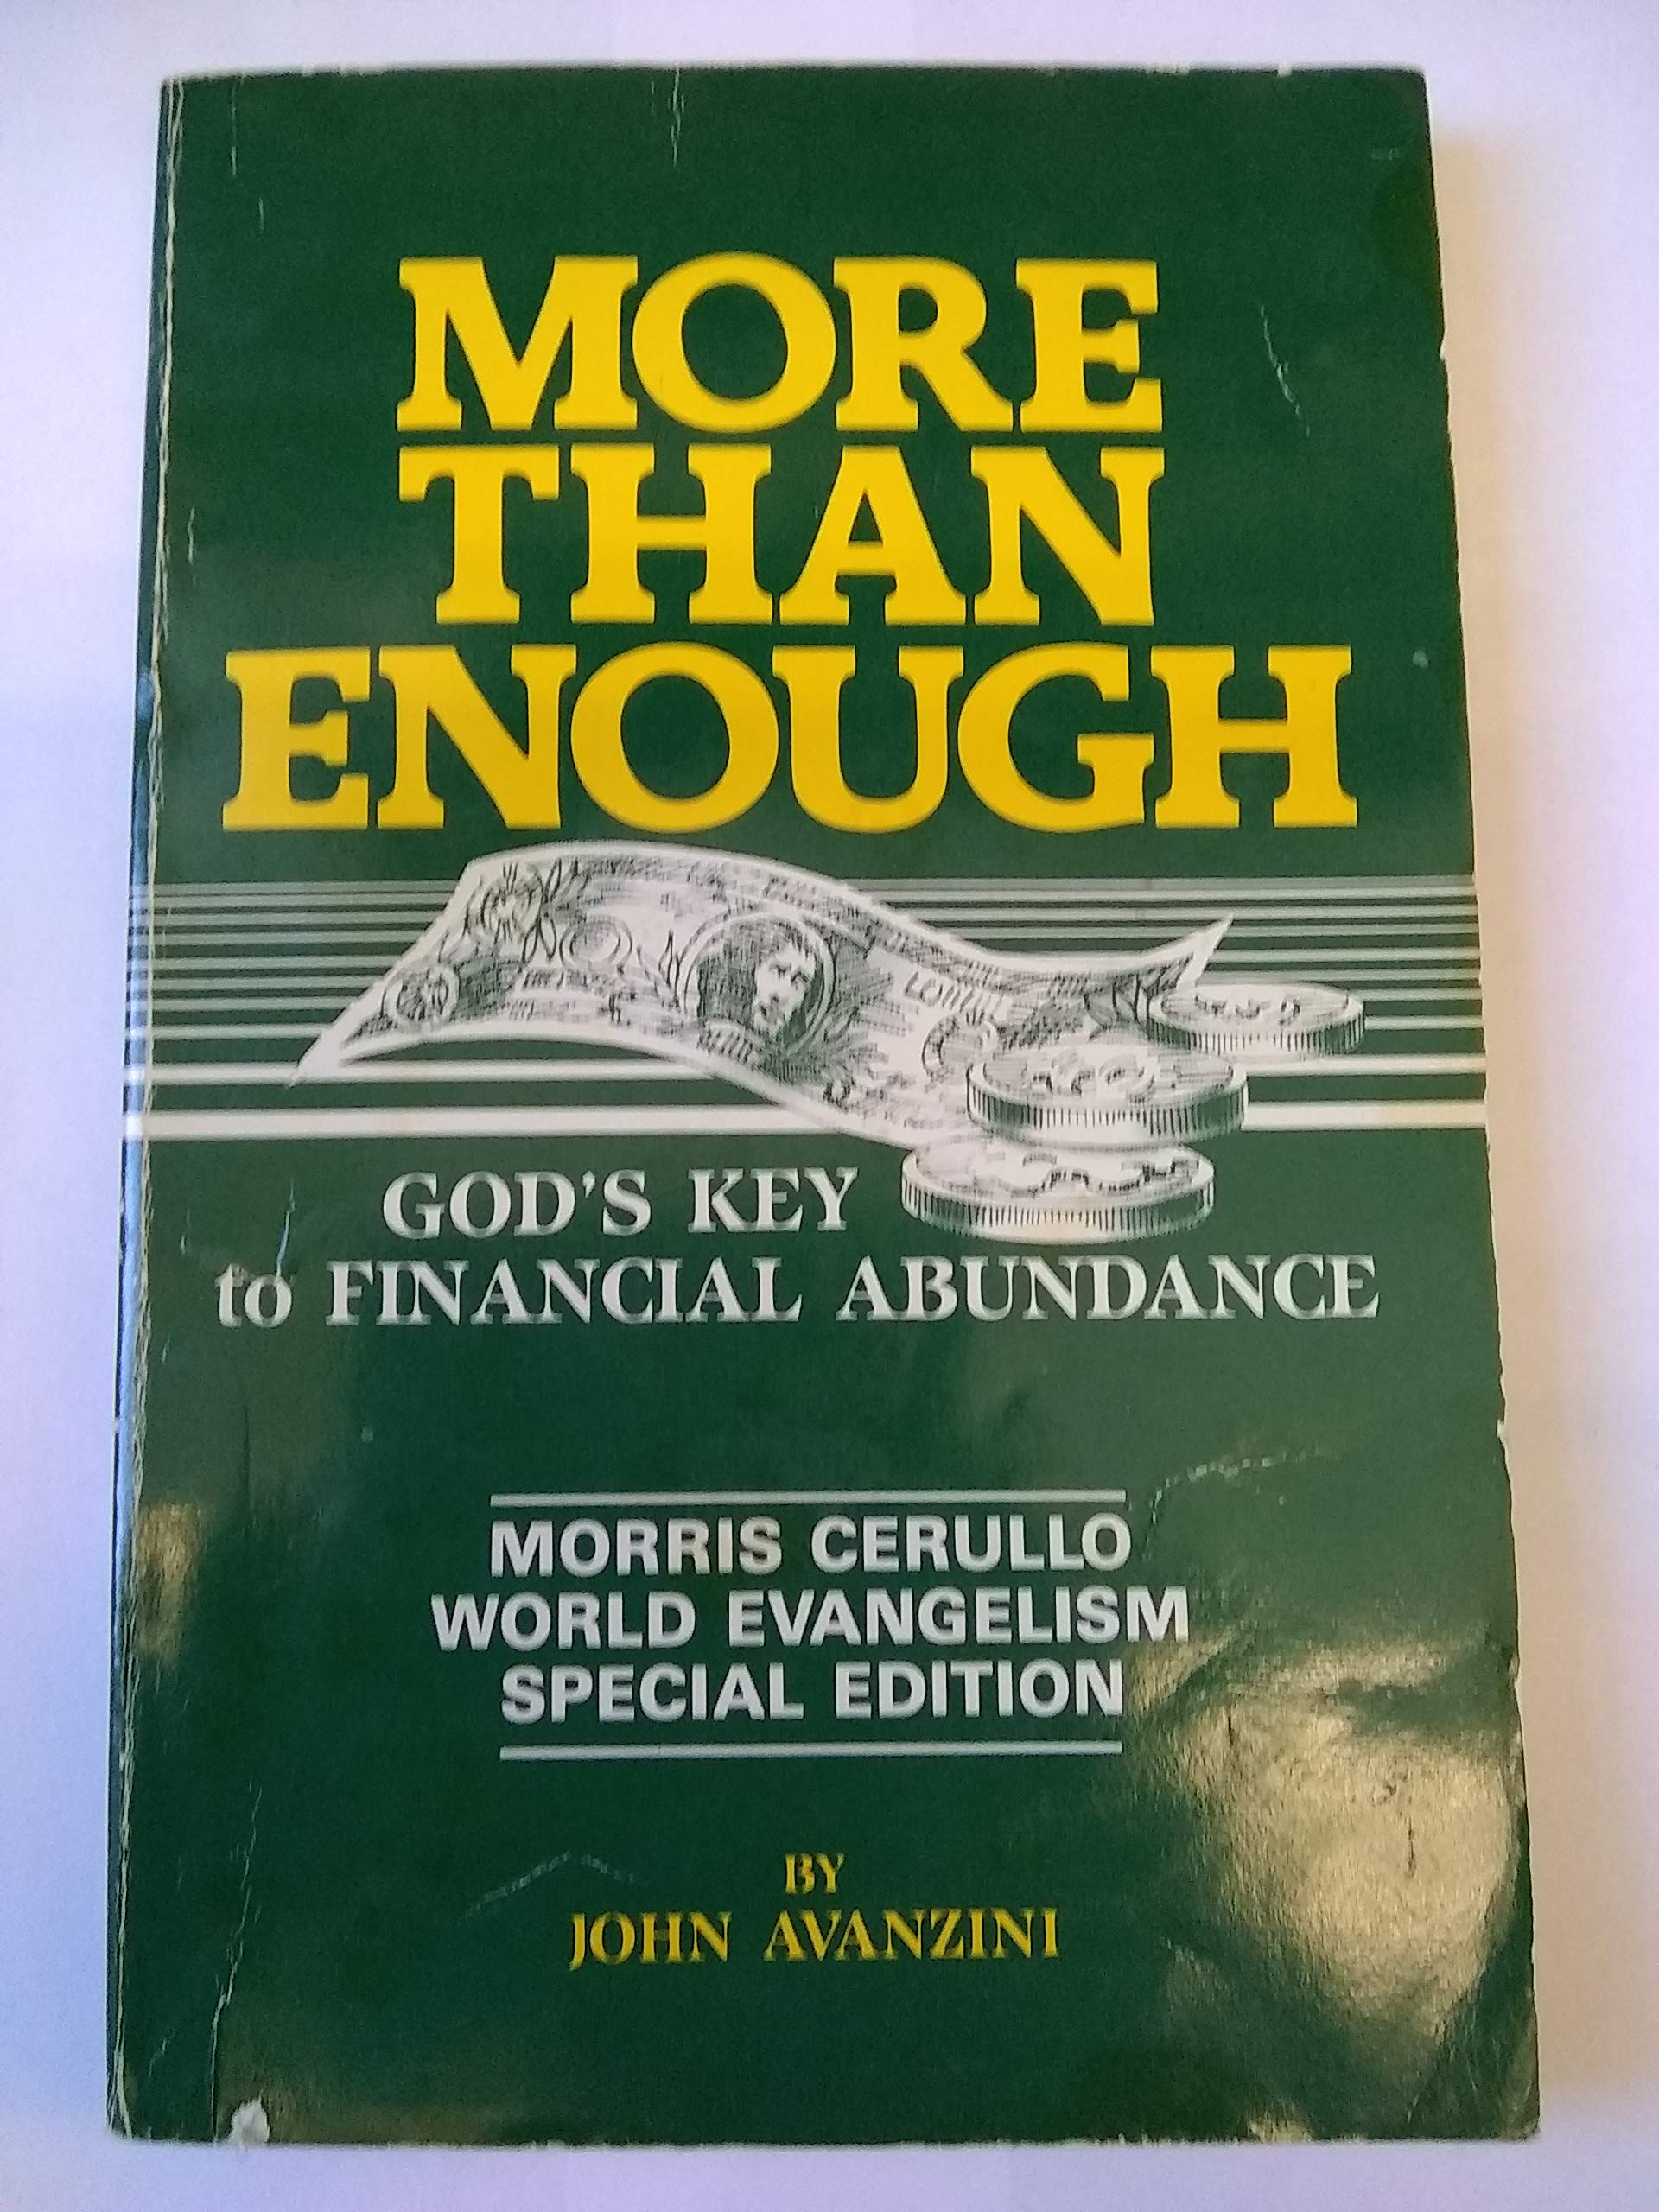 MORE
THAN
ENOUGH
GOD'S KEY
to FINANCIAL ABUNDANCE
MORRIS CERULLO
WORLD EVANGELISM
SPECIAL EDITION
BY
JOHN AVANZINI